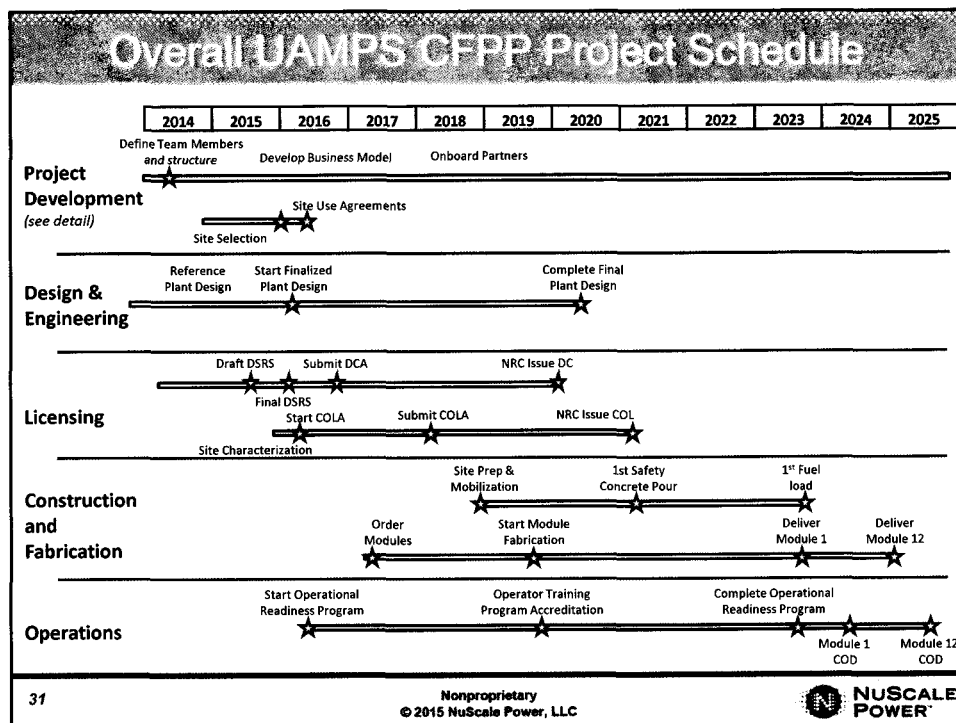 Overall UAMPS CFPP Project Schedule
2014 2015 2016 2017 2018 2019 2020 2021 2022 2023 2024 2025
Project
Development
(see detail)
Define Team Members
and structure
Develop Business Model
Onboard Partners
Site Use Agreements
Site Selection
Design &
Engineering
Reference
Plant Design
Start Finalized
Plant Design
Complete Final
Plant Design
Licensing
Draft DSRS
Submit DCA
NRC Issue DC
Final DSRS
Start COLA
Submit COLA
NRC Issue COL
Site Characterization
Construction
and
Fabrication
Site Prep &
Mobilization
1st Safety
Concrete Pour
1st Fuel
load
Order
Modules
Start Module
Fabrication
Deliver
Module 1
Deliver
Module 12
Operations
Start Operational
Readiness Program
Operator Training
Program Accreditation
Complete Operational
Readiness Program
Module 1
COD
Module 12
COD
31
Nonproprietary
© 2015 NuScale Power, LLC
NUSCALE
POWER™